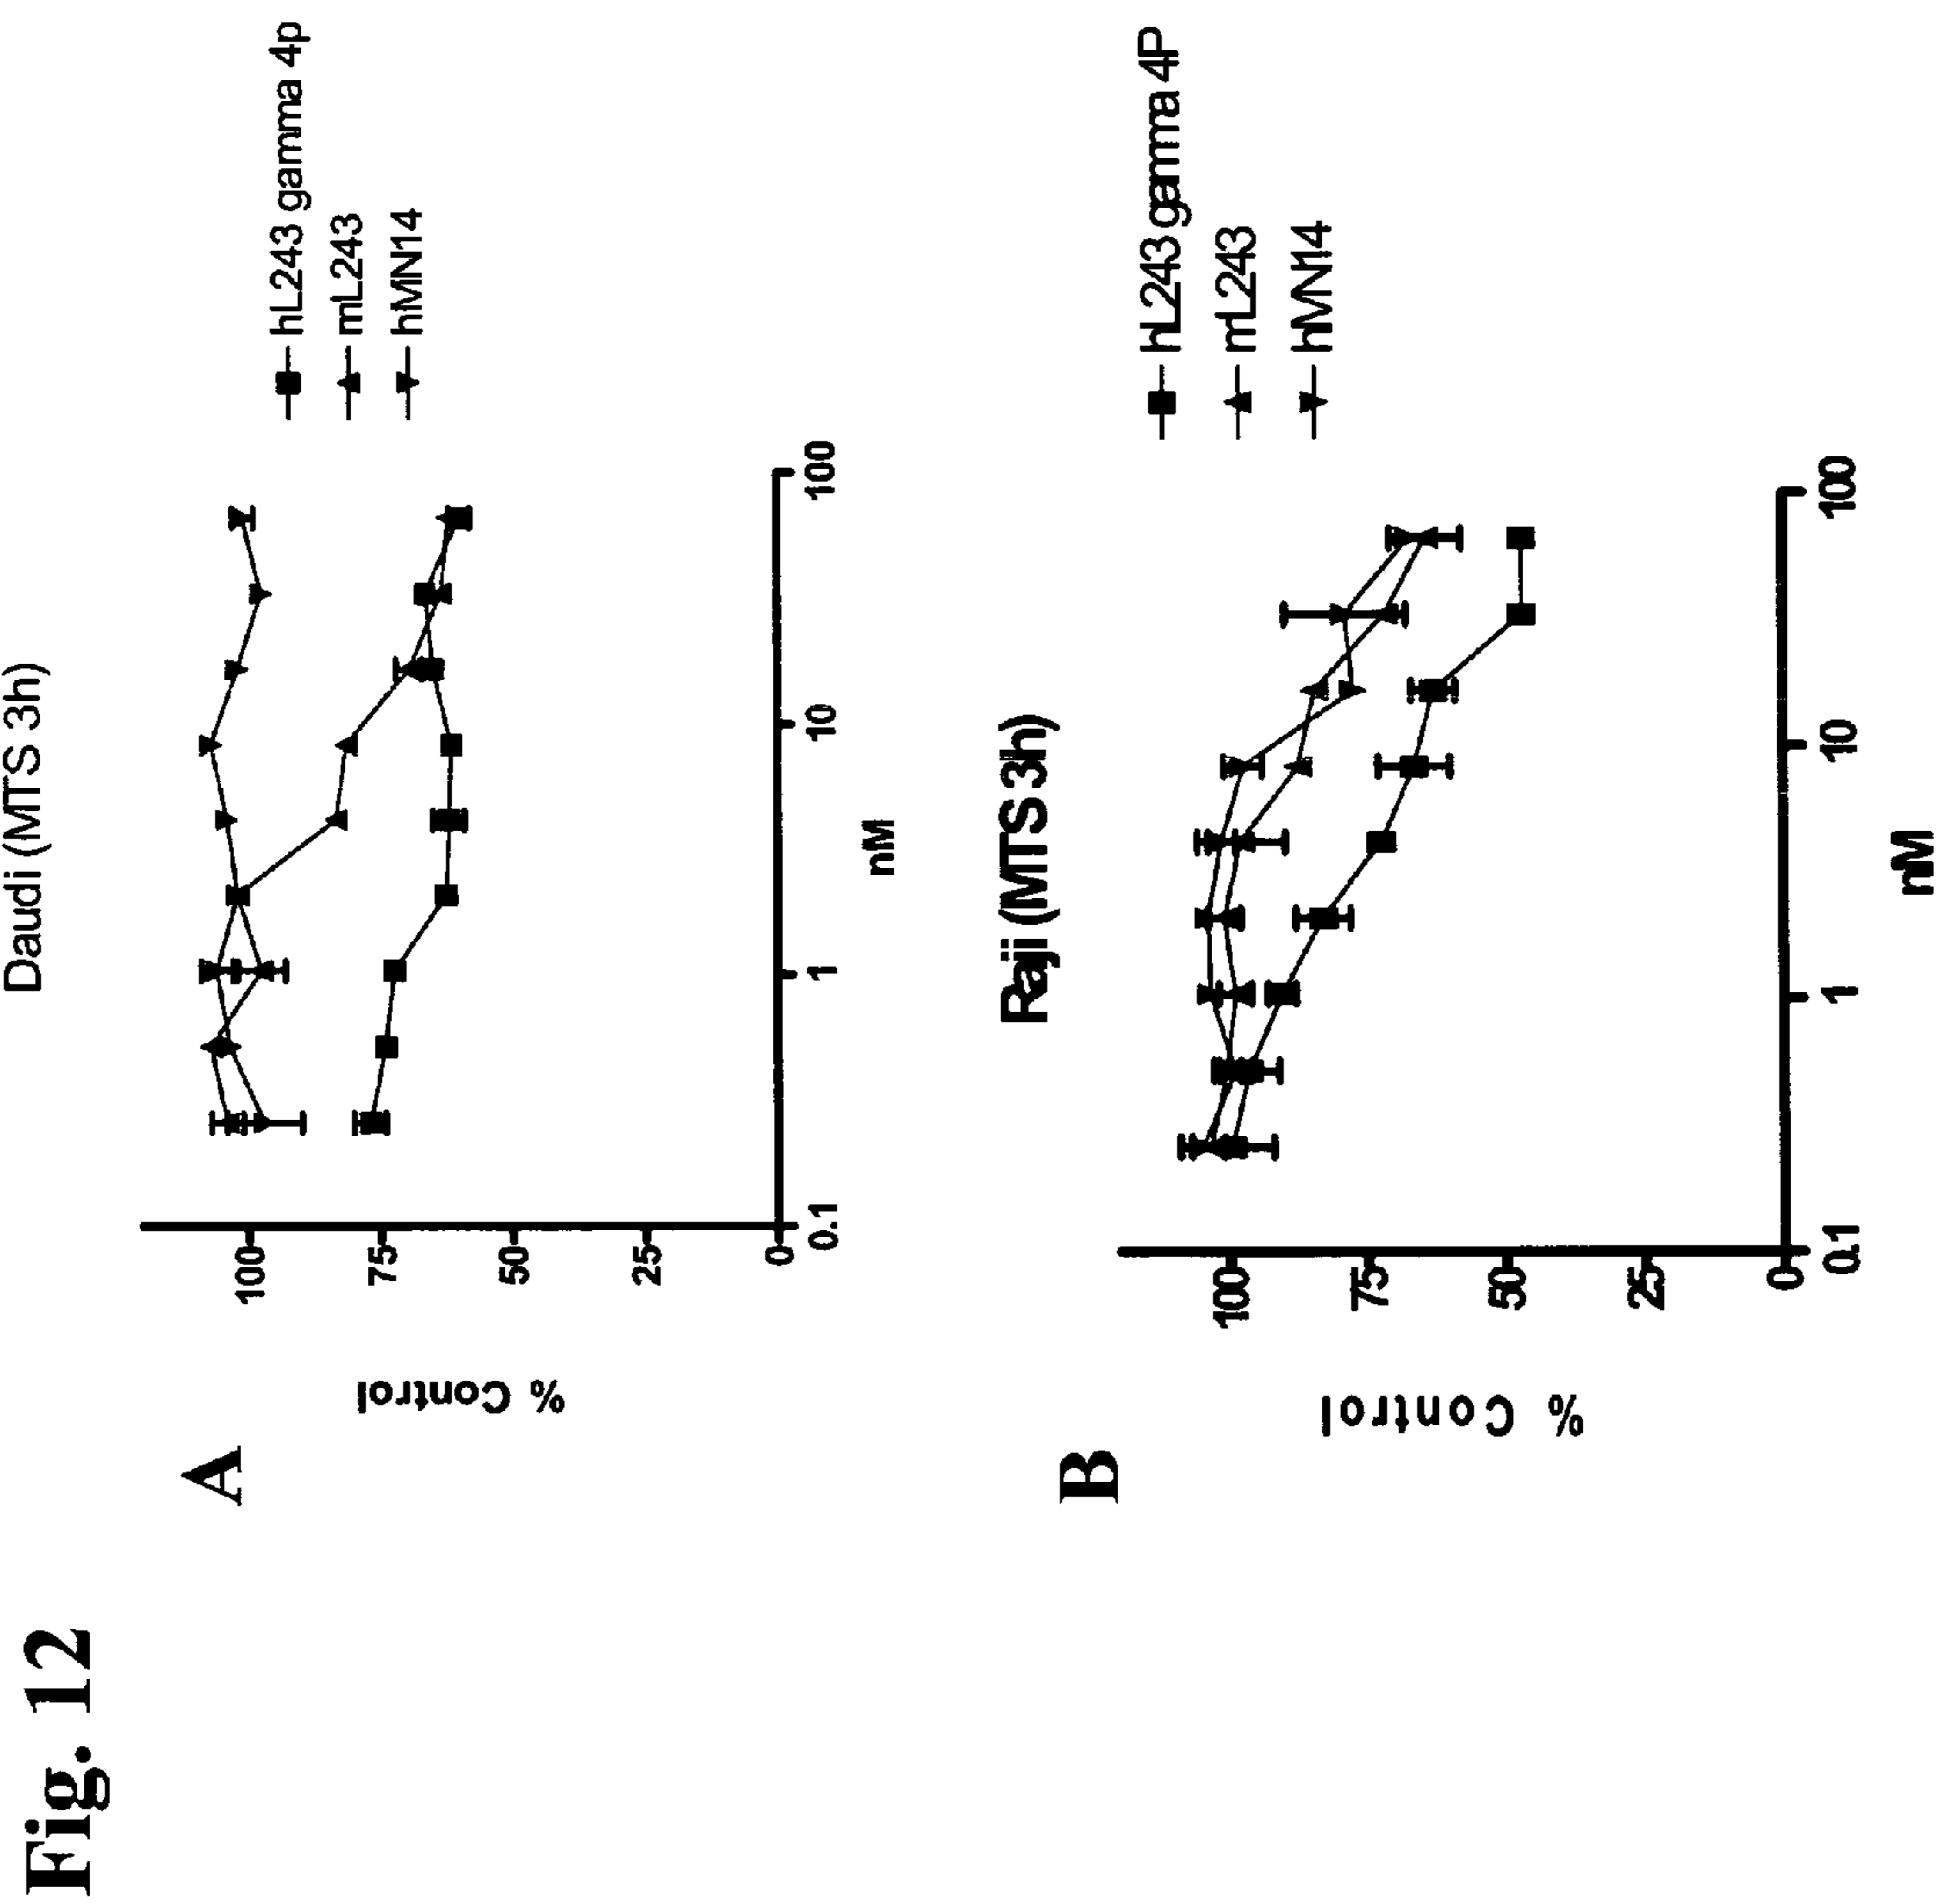 Fig. 12
A
Daudi (MTS 3h)
% Control
100
75
50
25
0
0.1
1
10
100
nM
hL243 gamma 4p
mL243
hMN14
B
Raji (MTS 3h)
% Control
100
75
50
25
0
0.1
1
10
100
nM
hL243 gamma 4P
mL243
hMN14